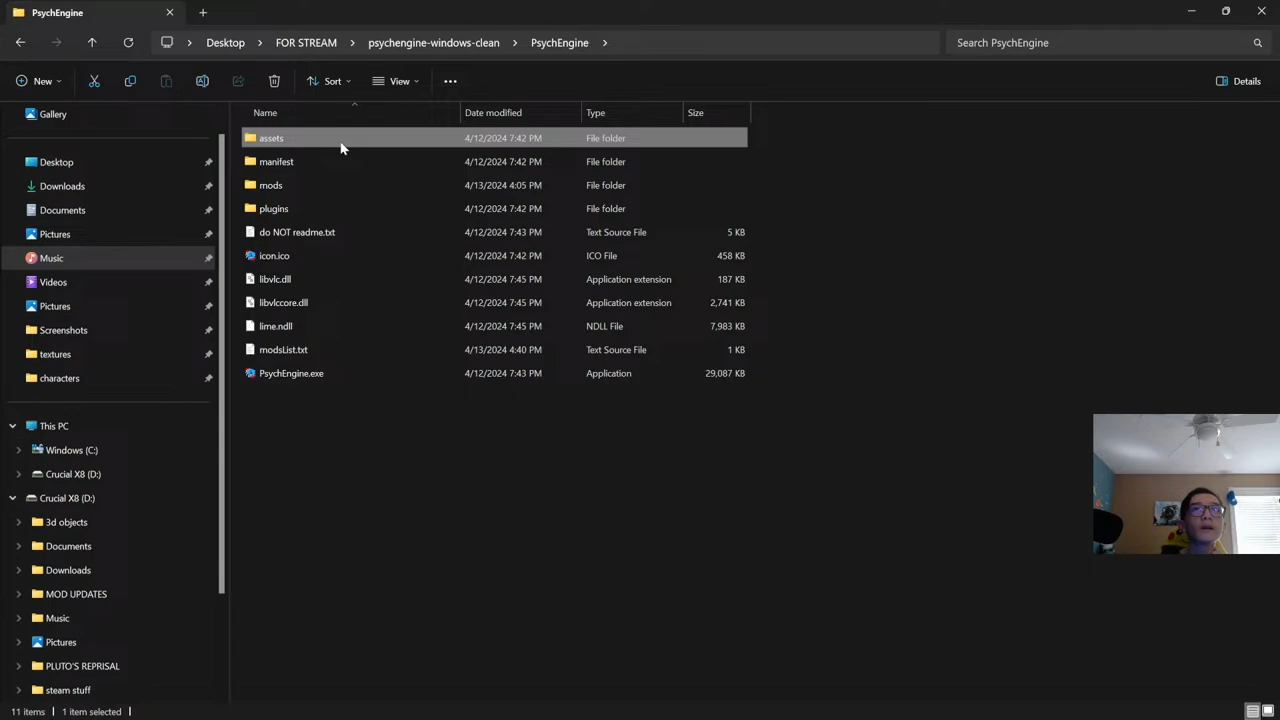 PsychEngine
Desktop > FOR STREAM > psychengine-windows-clean > PsychEngine >
Search PsychEngine
New
Sort
View
Details
Gallery
Desktop
Downloads
Documents
Pictures
Music
Videos
Pictures
Screenshots
textures
characters
This PC
Windows (C:)
Crucial X8 (D:)
Crucial X8 (D:)
3d objects
Documents
Downloads
MOD UPDATES
Music
Pictures
PLUTO'S REPRISAL
steam stuff
Name Date modified Type Size
assets 4/12/2024 7:42 PM File folder
manifest 4/12/2024 7:42 PM File folder
mods 4/13/2024 4:05 PM File folder
plugins 4/12/2024 7:42 PM File folder
do NOT readme.txt 4/12/2024 7:43 PM Text Source File 5 KB
icon.ico 4/12/2024 7:42 PM ICO File 458 KB
libvlc.dll 4/12/2024 7:45 PM Application extension 187 KB
libvlccore.dll 4/12/2024 7:45 PM Application extension 2,741 KB
lime.ndll 4/12/2024 7:45 PM NDLL File 7,983 KB
modsList.txt 4/13/2024 4:40 PM Text Source File 1 KB
PsychEngine.exe 4/12/2024 7:43 PM Application 29,087 KB
11 items 1 item selected